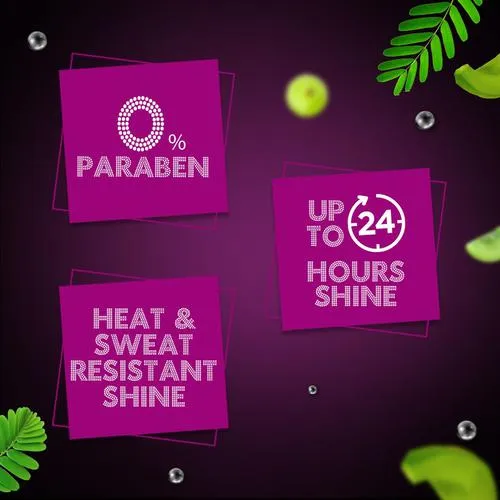 0%
PARABEN
UP
TO 24
HOURS
SHINE
HEAT &
SWEAT
RESISTANT
SHINE